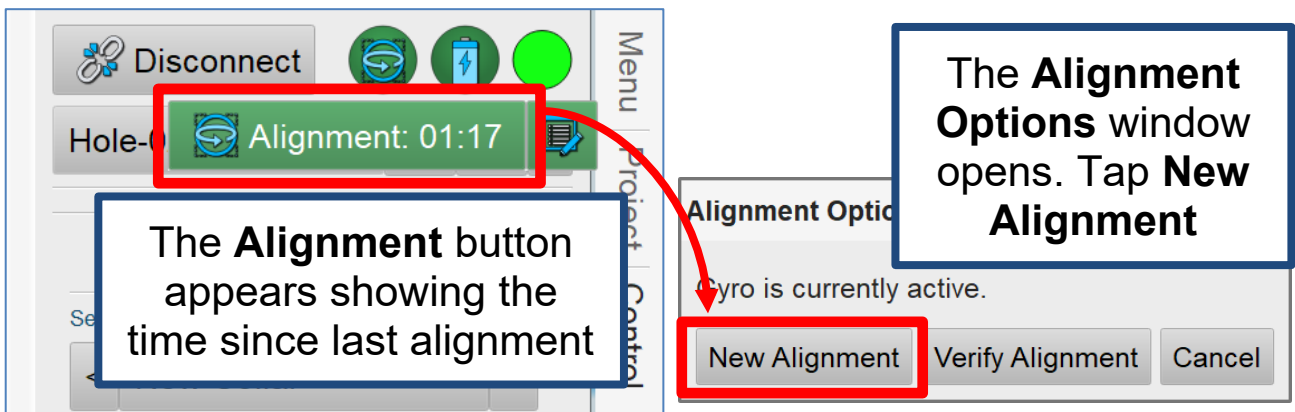 Disconnect
Hole-0
Alignment: 01:17
Menu
Project
Control
The Alignment button
appears showing the
time since last alignment
Se
<
The Alignment
Options window
opens. Tap New
Alignment
Alignment Optio
Gyro is currently active.
New Alignment
Verify Alignment
Cancel